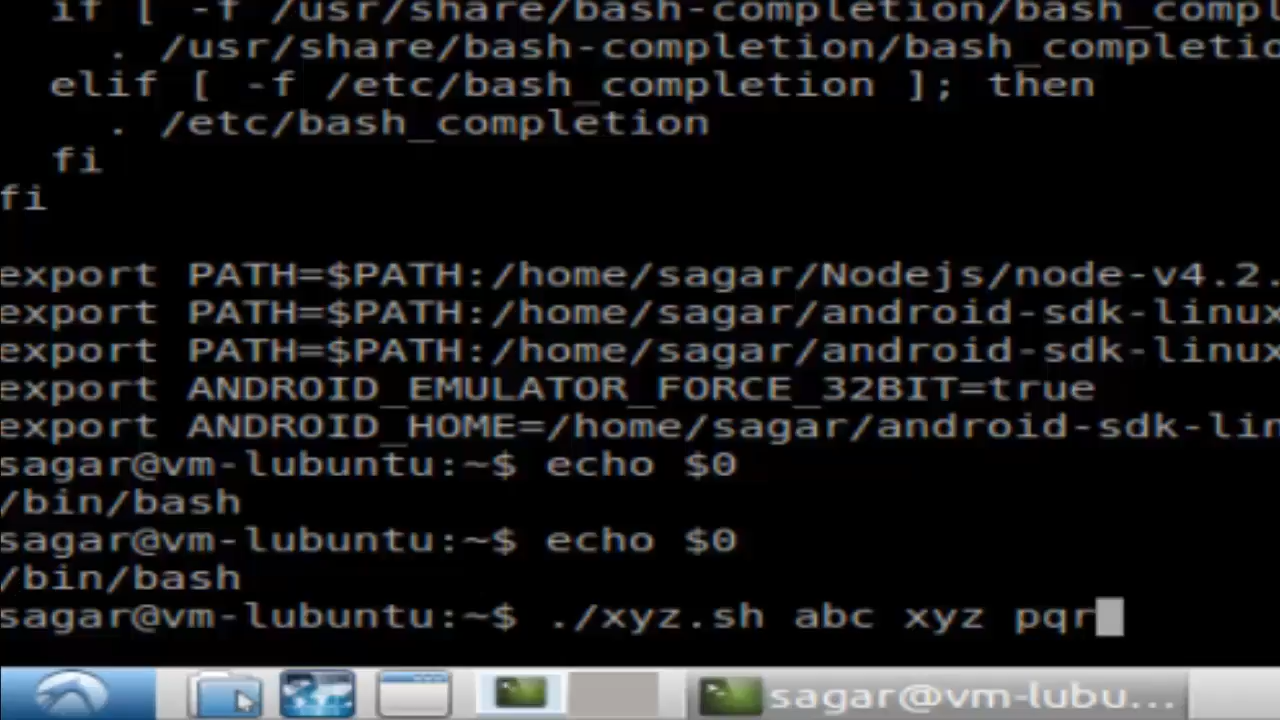 if [ -f /usr/share/bash-completion/bash_compl
. /usr/share/bash-completion/bash_completio
elif [ -f /etc/bash_completion ]; then
. /etc/bash_completion
fi
fi
export PATH=$PATH:/home/sagar/Nodejs/node-v4.2.
export PATH=$PATH:/home/sagar/android-sdk-linux
export PATH=$PATH:/home/sagar/android-sdk-linux
export ANDROID_EMULATOR_FORCE_32BIT=true
export ANDROID_HOME=/home/sagar/android-sdk-lin
sagar@vm-lubuntu:~$ echo $0
/bin/bash
sagar@vm-lubuntu:~$ echo $0
/bin/bash
sagar@vm-lubuntu:~$ ./xyz.sh abc xyz pqr
sagar@vm-lubu...